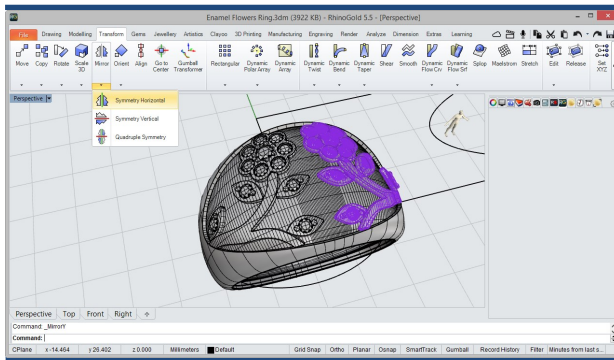 Enamel Flowers Ring.3dm (3922 KB) - RhinoGold 5.5 - [Perspective]
File Drawing Modelling Transform Gems Jewellery Artistics Clayoo 3D Printing Manufacturing Engraving Render Analyze Dimension Extras Learning
Move Copy Rotate Scale 3D Mirror Orient Align Go to Center Gumball Transformer Rectangular Dynamic Polar Array Dynamic Array Dynamic Twist Dynamic Bend Dynamic Taper Shear Smooth Dynamic Flow Crv Dynamic Flow Srf Splop Maelstrom Stretch Edit Release Set XYZ
Perspective
Symmetry Horizontal
Symmetry Vertical
Quadruple Symmetry
Perspective Top Front Right
Command: _MirrorY
Command:
CPlane x -14.464 y 26.402 z 0.000 Millimeters Default Grid Snap Ortho Planar Osnap SmartTrack Gumball Record History Filter Minutes from last s...